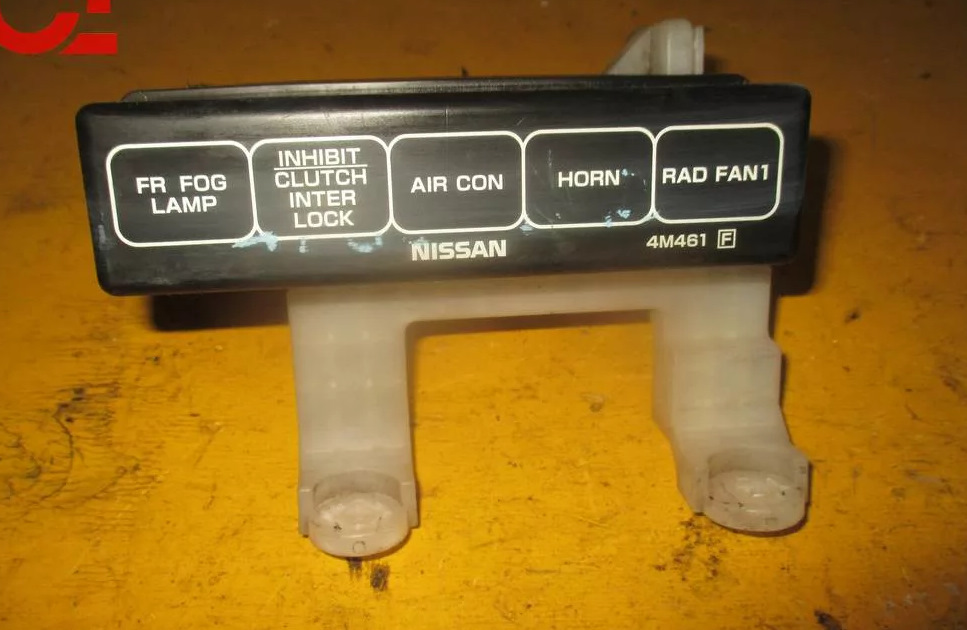 FR FOG
LAMP
INHIBIT
CLUTCH
INTER
LOCK
AIR CON
HORN
RAD FAN1
NISSAN
4M461 F